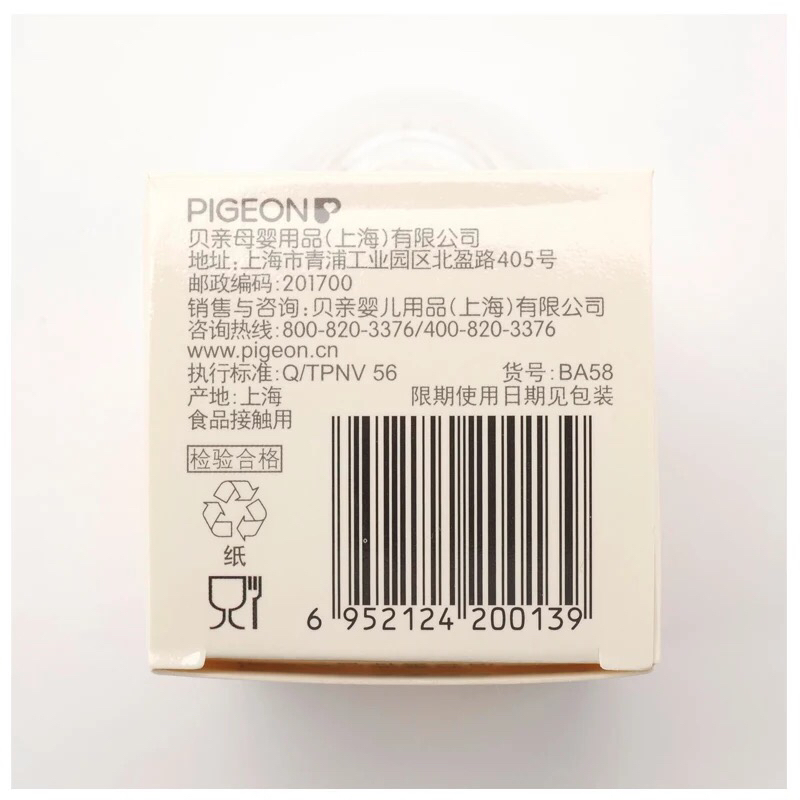 PIGEON
贝亲母婴用品(上海)有限公司
地址:上海市青浦工业园区北盈路405号
邮政编码:201700
销售与咨询:贝亲婴儿用品(上海)有限公司
咨询热线:800-820-3376/400-820-3376
www.pigeon.cn
执行标准:Q/TPNV 56 货号:BA58
产地:上海 限期使用日期见包装
食品接触用
检验合格
纸
6 952124 200139